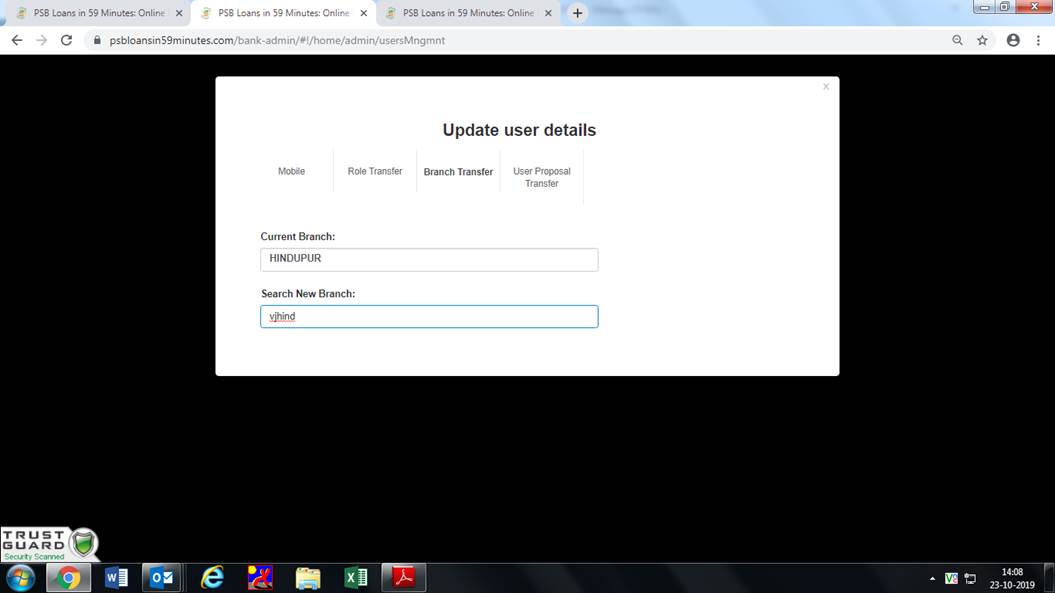 PSB Loans in 59 Minutes: Online
PSB Loans in 59 Minutes: Online
PSB Loans in 59 Minutes: Online
psbloansin59minutes.com/bank-admin/#!/home/admin/usersMngmnt
Update user details
Mobile
Role Transfer
Branch Transfer
User Proposal
Transfer
Current Branch:
HINDUPUR
Search New Branch:
vjhind
TRUST
GUARD
Security Scanned
14:08
23-10-2019